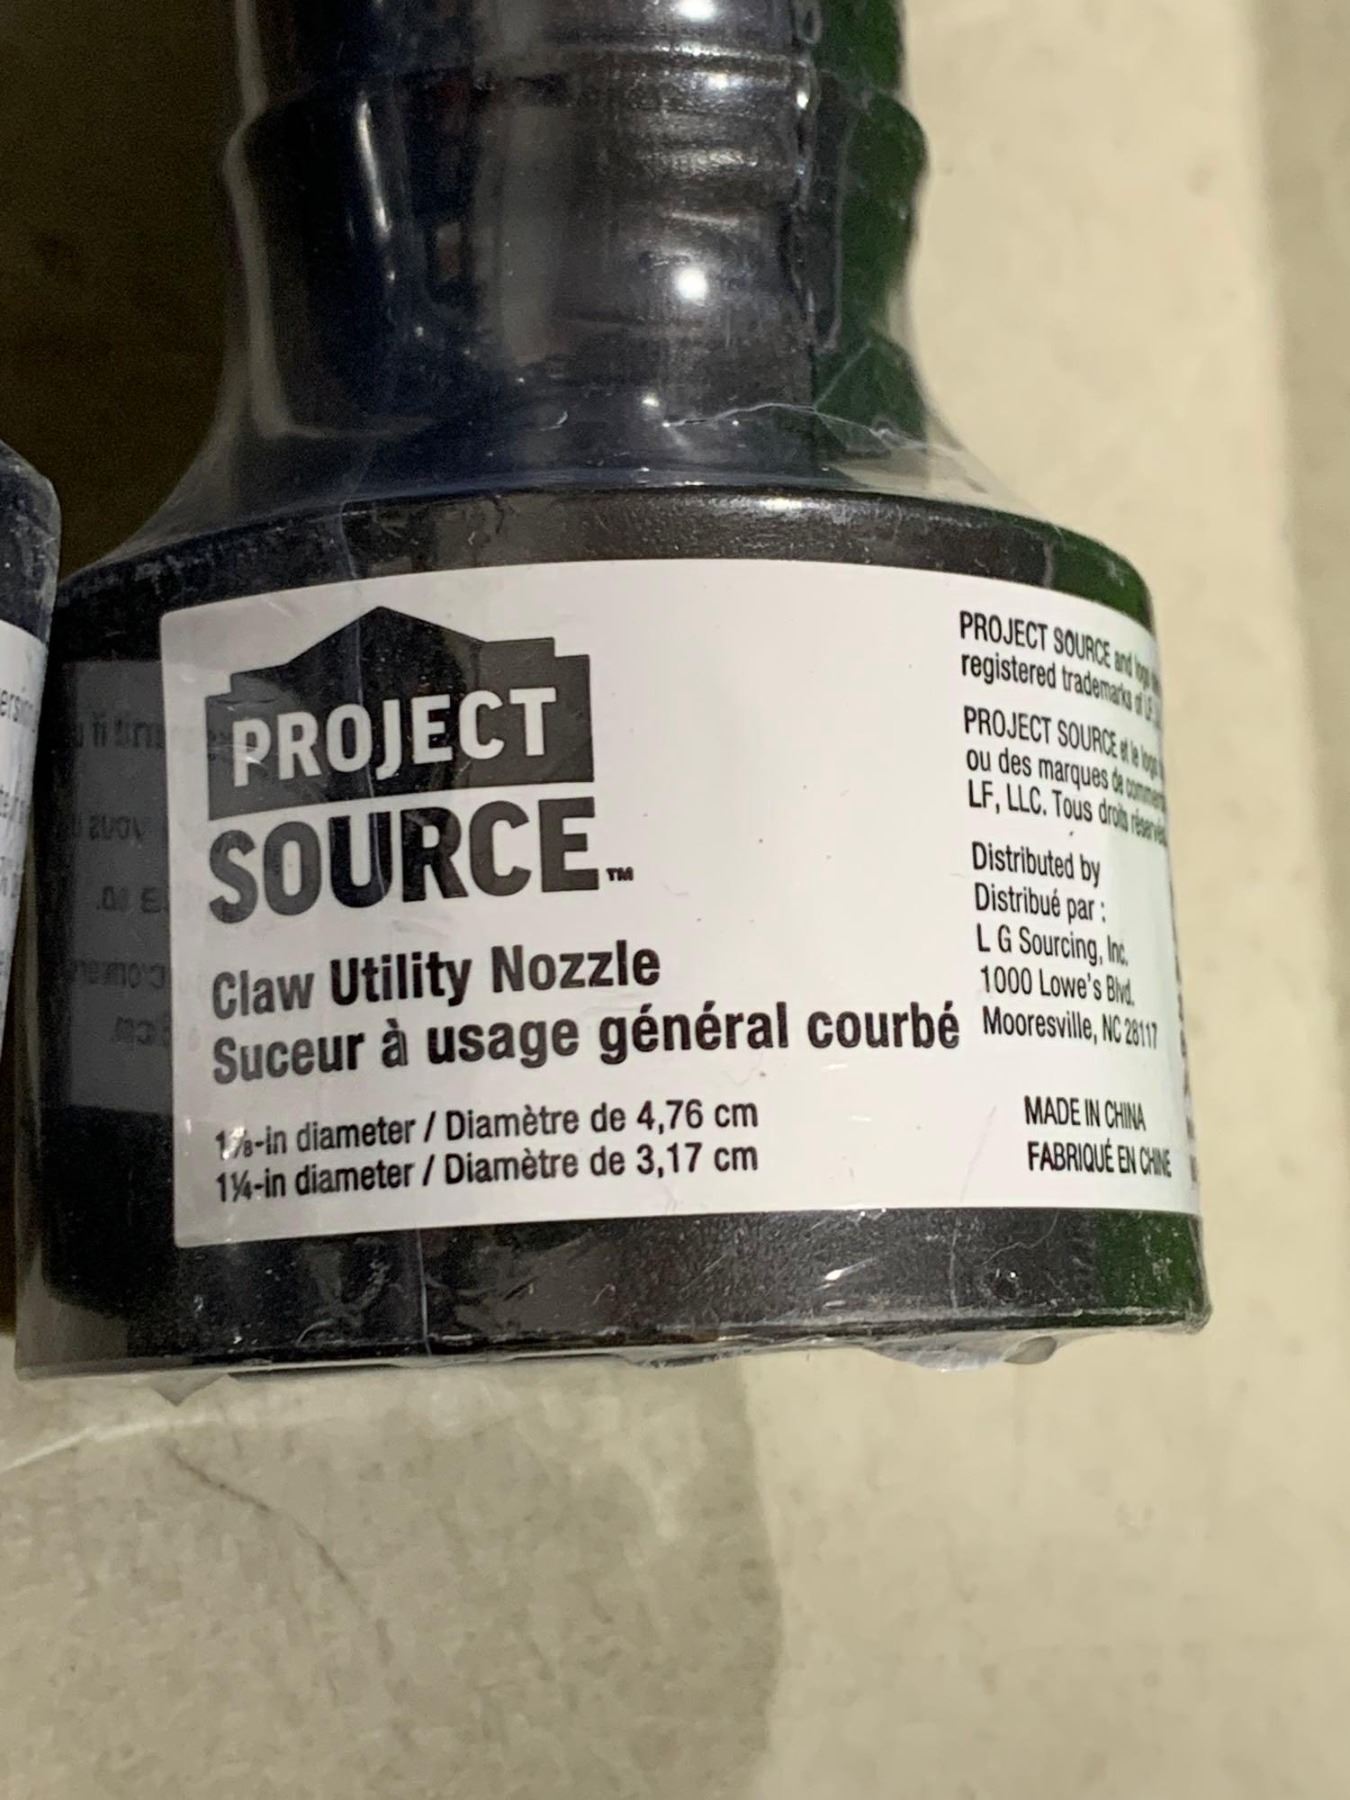 PROJECT
SOURCE™
Claw Utility Nozzle
Suceur à usage général courbé
1⅞-in diameter / Diamètre de 4,76 cm
1¼-in diameter / Diamètre de 3,17 cm
PROJECT SOURCE and logo
registered trademarks of LF
PROJECT SOURCE et le logo
ou des marques de
LF, LLC. Tous droits
Distributed by
Distribué par :
L G Sourcing, Inc.
1000 Lowe's Blvd.
Mooresville, NC 28117
MADE IN CHINA
FABRIQUÉ EN CHINE